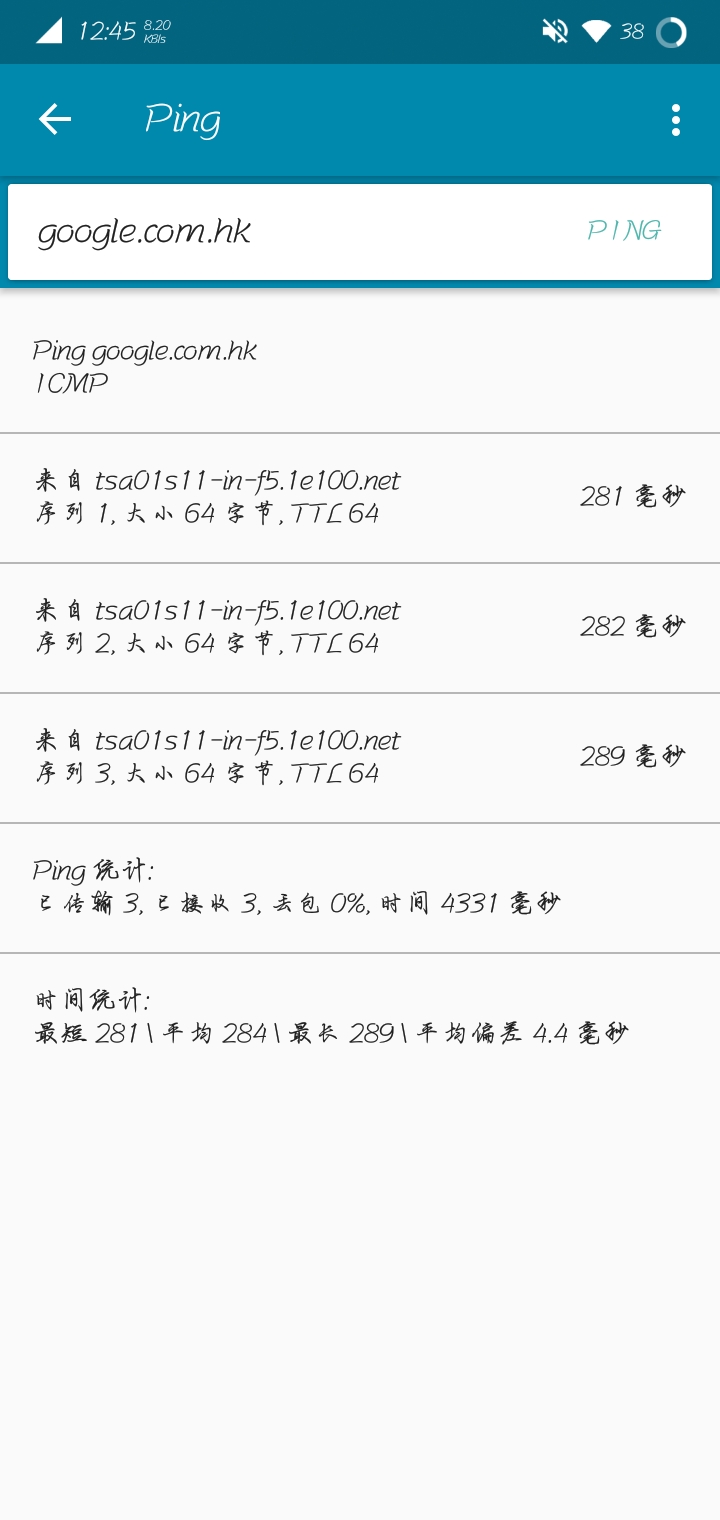 12:45 8.20 KB/s 38
Ping
google.com.hk PING
Ping google.com.hk
ICMP
来自 tsa01s11-in-f5.1e100.net
序列 1, 大小 64 字节, TTL 64
281 毫秒
来自 tsa01s11-in-f5.1e100.net
序列 2, 大小 64 字节, TTL 64
282 毫秒
来自 tsa01s11-in-f5.1e100.net
序列 3, 大小 64 字节, TTL 64
289 毫秒
Ping 统计:
已传输 3, 已接收 3, 丢包 0%, 时间 4331 毫秒
时间统计:
最短 281 \ 平均 284 \ 最长 289 \ 平均偏差 4.4 毫秒